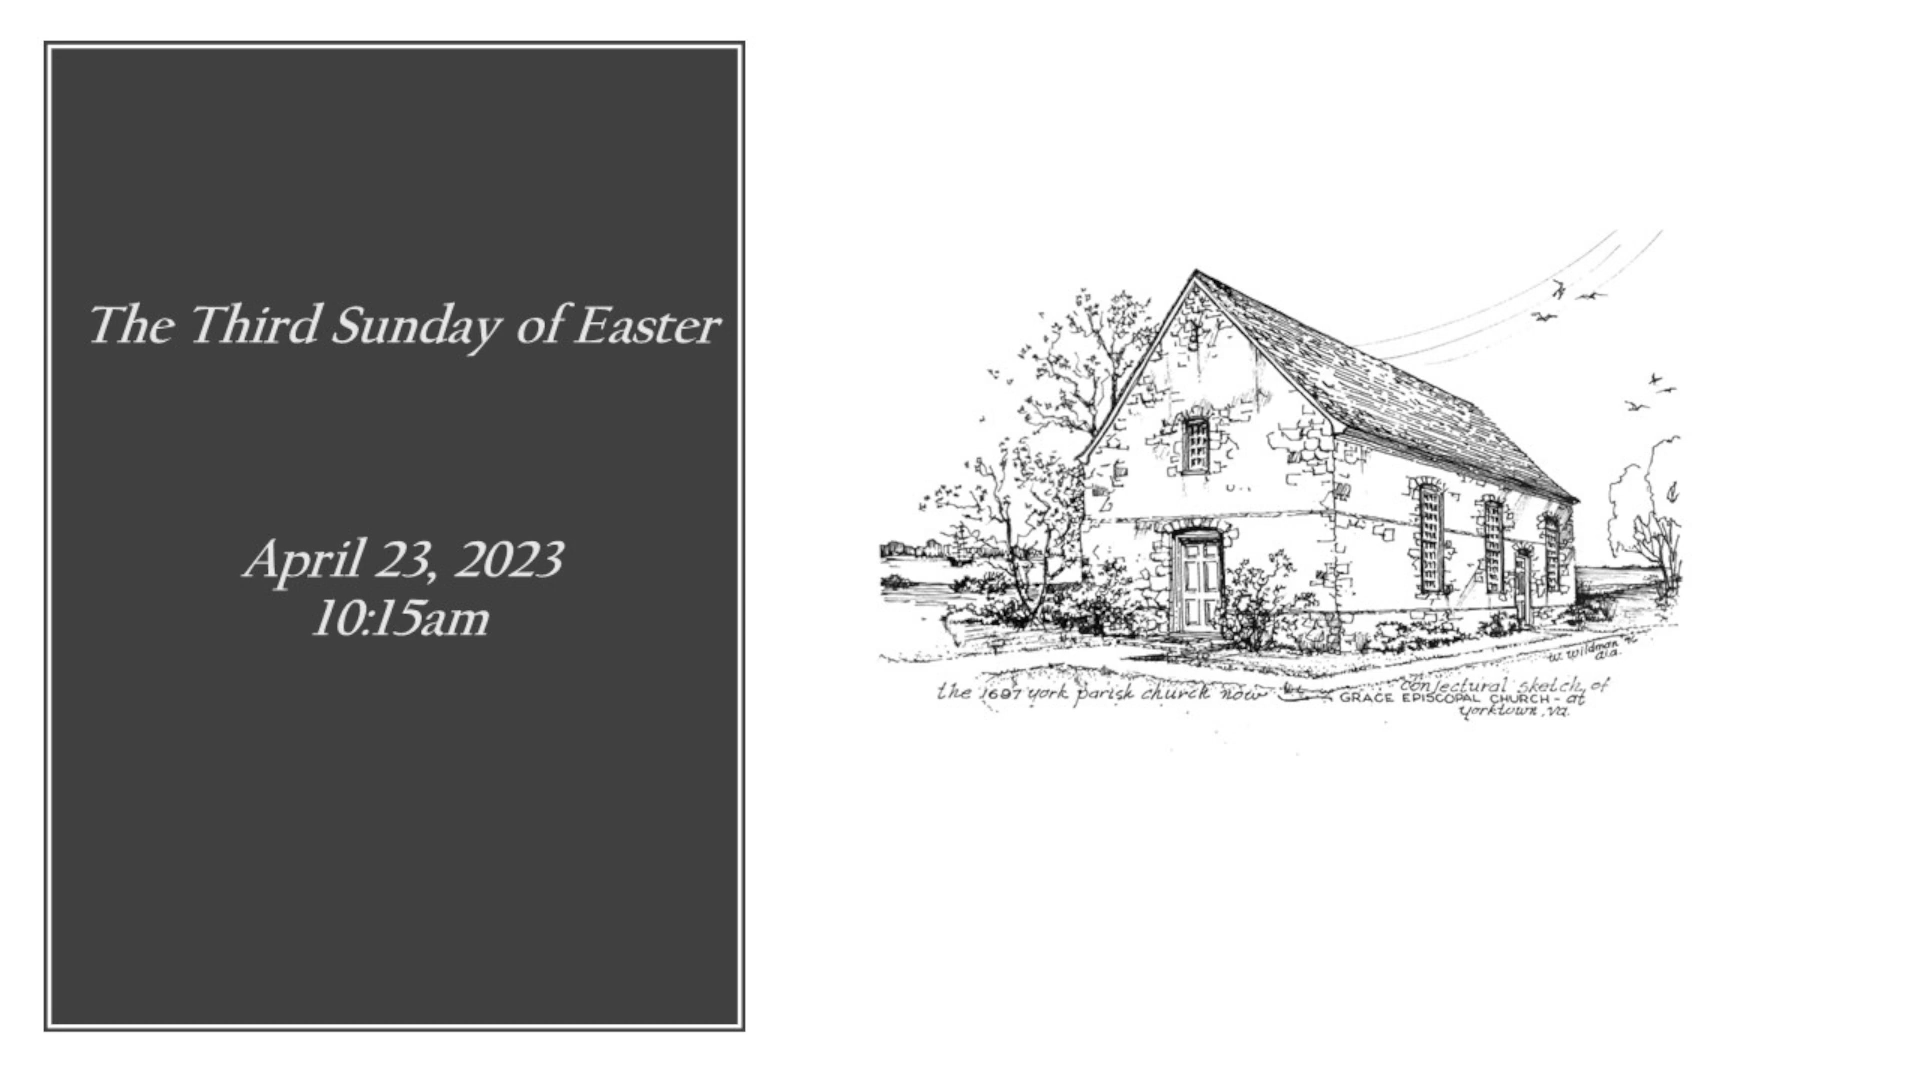 The Third Sunday of Easter
April 23, 2023
10:15am
w. wildman
a.i.a.
the 1697 york parish church now
conjectural sketch of
GRACE EPISCOPAL CHURCH - at
yorktown, va.